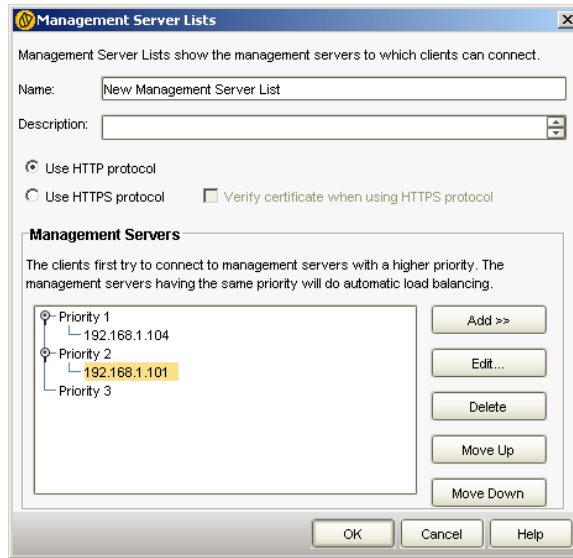 Management Server Lists
Management Server Lists show the management servers to which clients can connect.
Name: New Management Server List
Description:
Use HTTP protocol
Use HTTPS protocol Verify certificate when using HTTPS protocol
Management Servers
The clients first try to connect to management servers with a higher priority. The
management servers having the same priority will do automatic load balancing.
Priority 1
192.168.1.104
Priority 2
192.168.1.101
Priority 3
Add >>
Edit...
Delete
Move Up
Move Down
OK Cancel Help